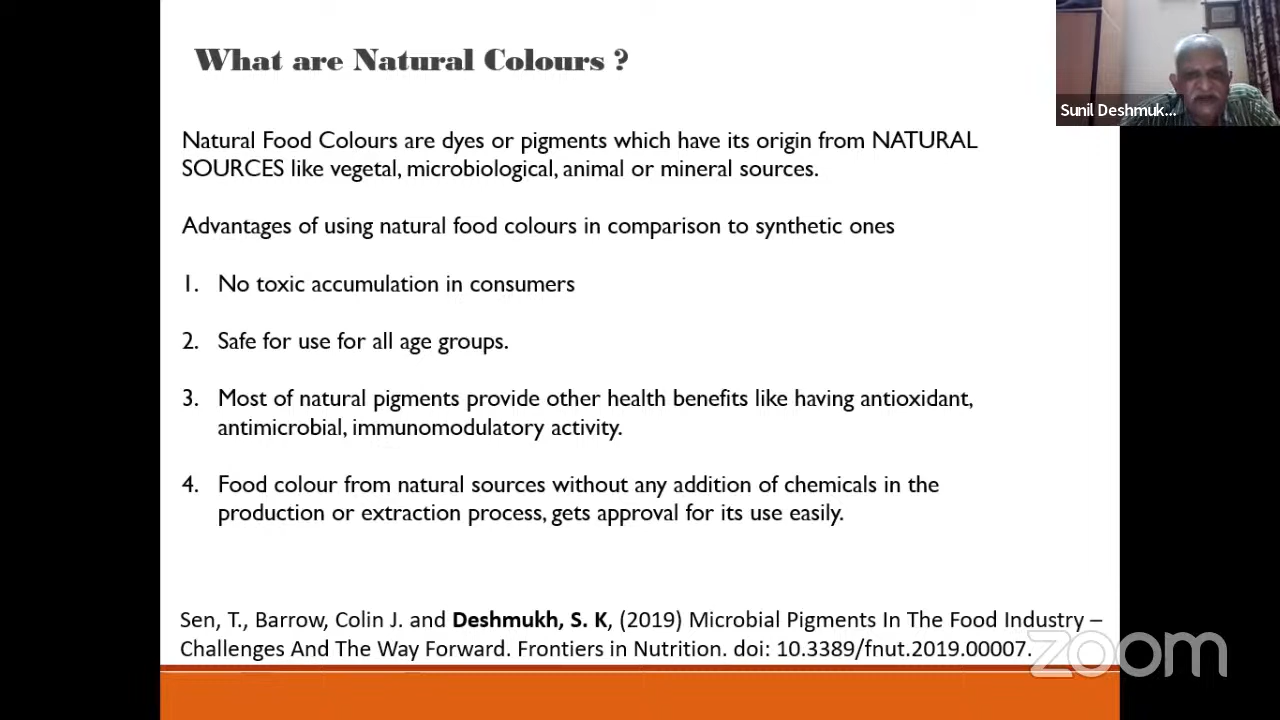 What are Natural Colours ?
Sunil Deshmuk...
Natural Food Colours are dyes or pigments which have its origin from NATURAL
SOURCES like vegetal, microbiological, animal or mineral sources.
Advantages of using natural food colours in comparison to synthetic ones
1. No toxic accumulation in consumers
2. Safe for use for all age groups.
3. Most of natural pigments provide other health benefits like having antioxidant,
antimicrobial, immunomodulatory activity.
4. Food colour from natural sources without any addition of chemicals in the
production or extraction process, gets approval for its use easily.
Sen, T., Barrow, Colin J. and Deshmukh, S. K, (2019) Microbial Pigments In The Food Industry –
Challenges And The Way Forward. Frontiers in Nutrition. doi: 10.3389/fnut.2019.00007.
zoom